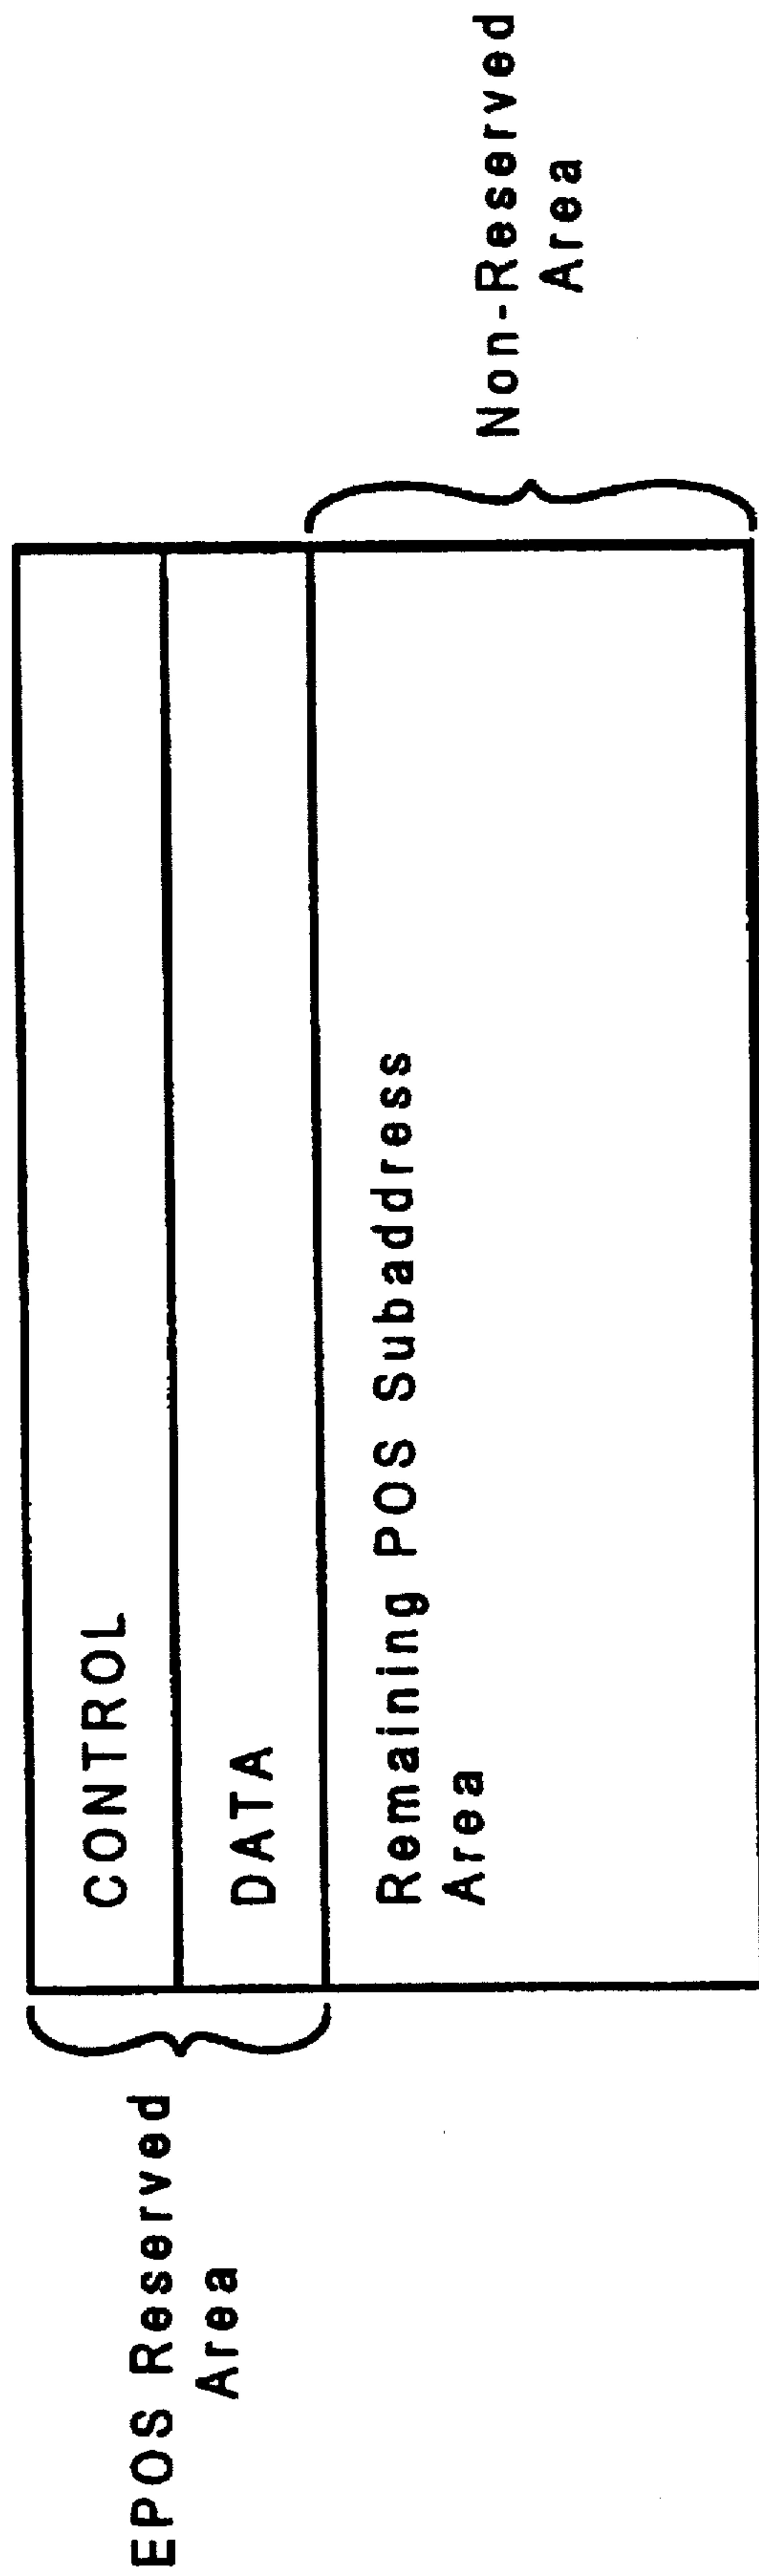 EPOS Reserved
Area
CONTROL
DATA
Remaining POS Subaddress
Area
Non-Reserved
Area